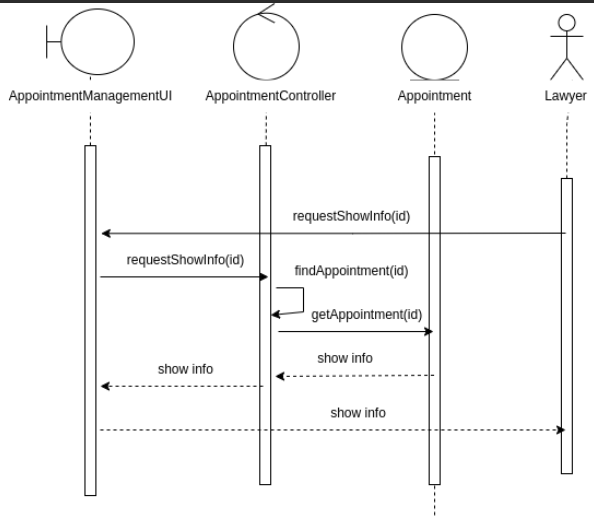 AppointmentManagementUI
AppointmentController
Appointment
Lawyer
requestShowInfo(id)
requestShowInfo(id)
findAppointment(id)
getAppointment(id)
show info
show info
show info